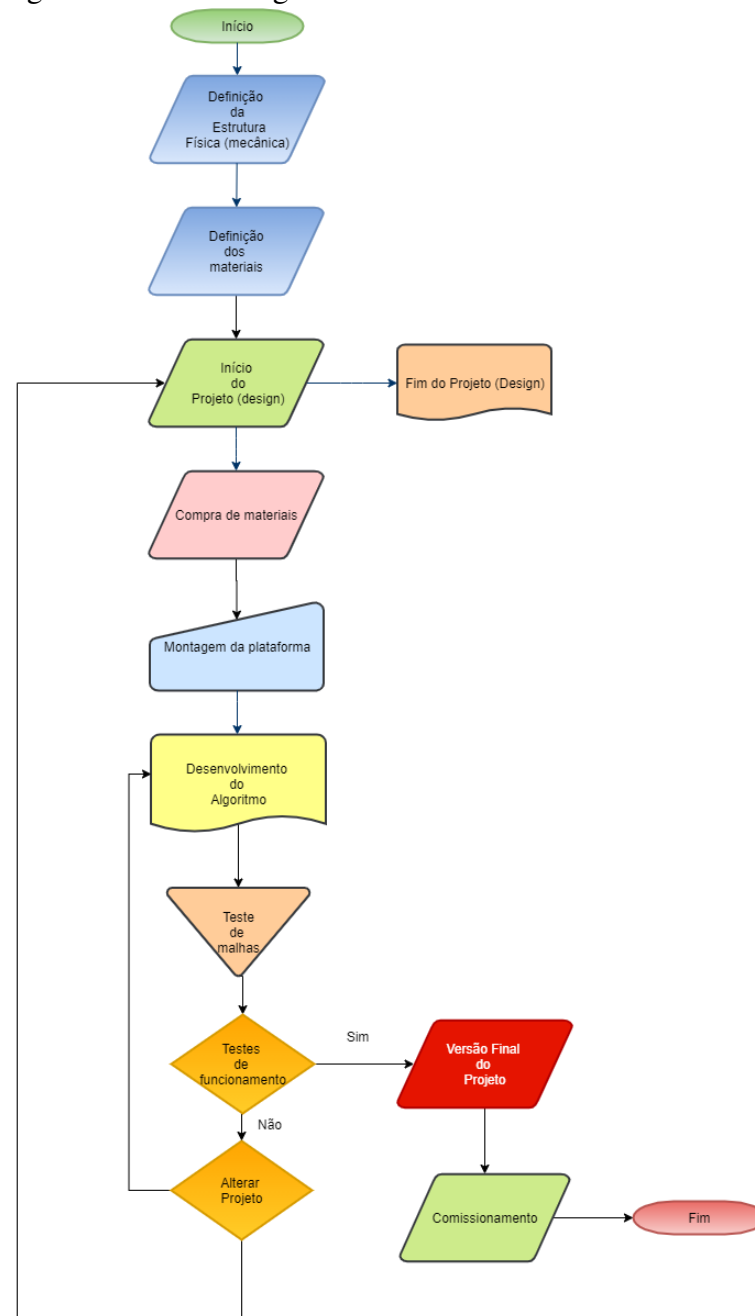 Início
Definição
da
Estrutura
Física (mecânica)
Definição
dos
materiais
Início
do
Projeto (design)
Fim do Projeto (Design)
Compra de materiais
Montagem da plataforma
Desenvolvimento
do
Algoritmo
Teste
de
malhas
Testes
de
funcionamento
Sim
Versão Final
do
Projeto
Não
Alterar
Projeto
Comissionamento
Fim